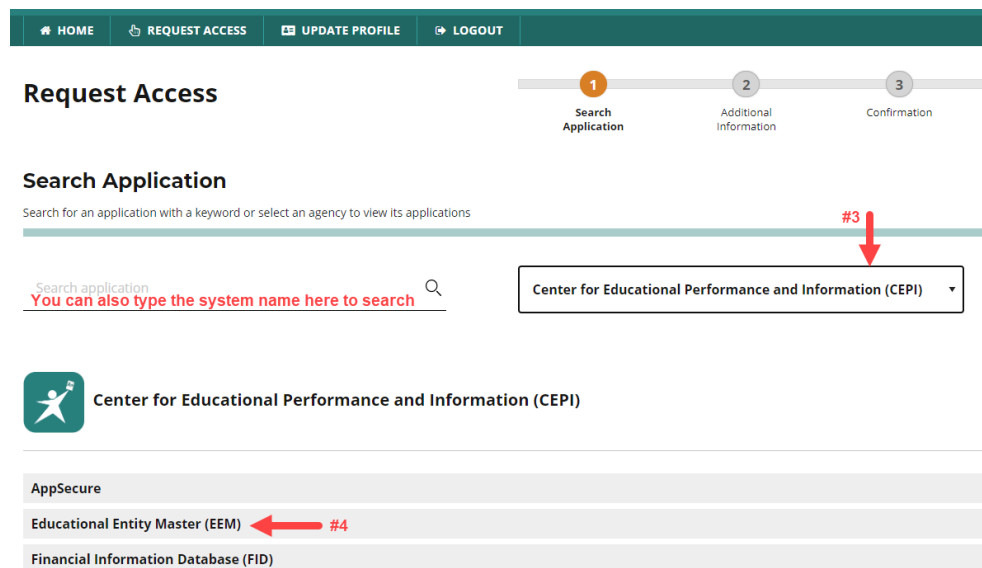 HOME REQUEST ACCESS UPDATE PROFILE LOGOUT
Request Access
1 2 3
Search Application
Additional Information
Confirmation
Search Application
Search for an application with a keyword or select an agency to view its applications
#3
Search application
You can also type the system name here to search
Center for Educational Performance and Information (CEPI)
Center for Educational Performance and Information (CEPI)
AppSecure
Educational Entity Master (EEM) #4
Financial Information Database (FID)